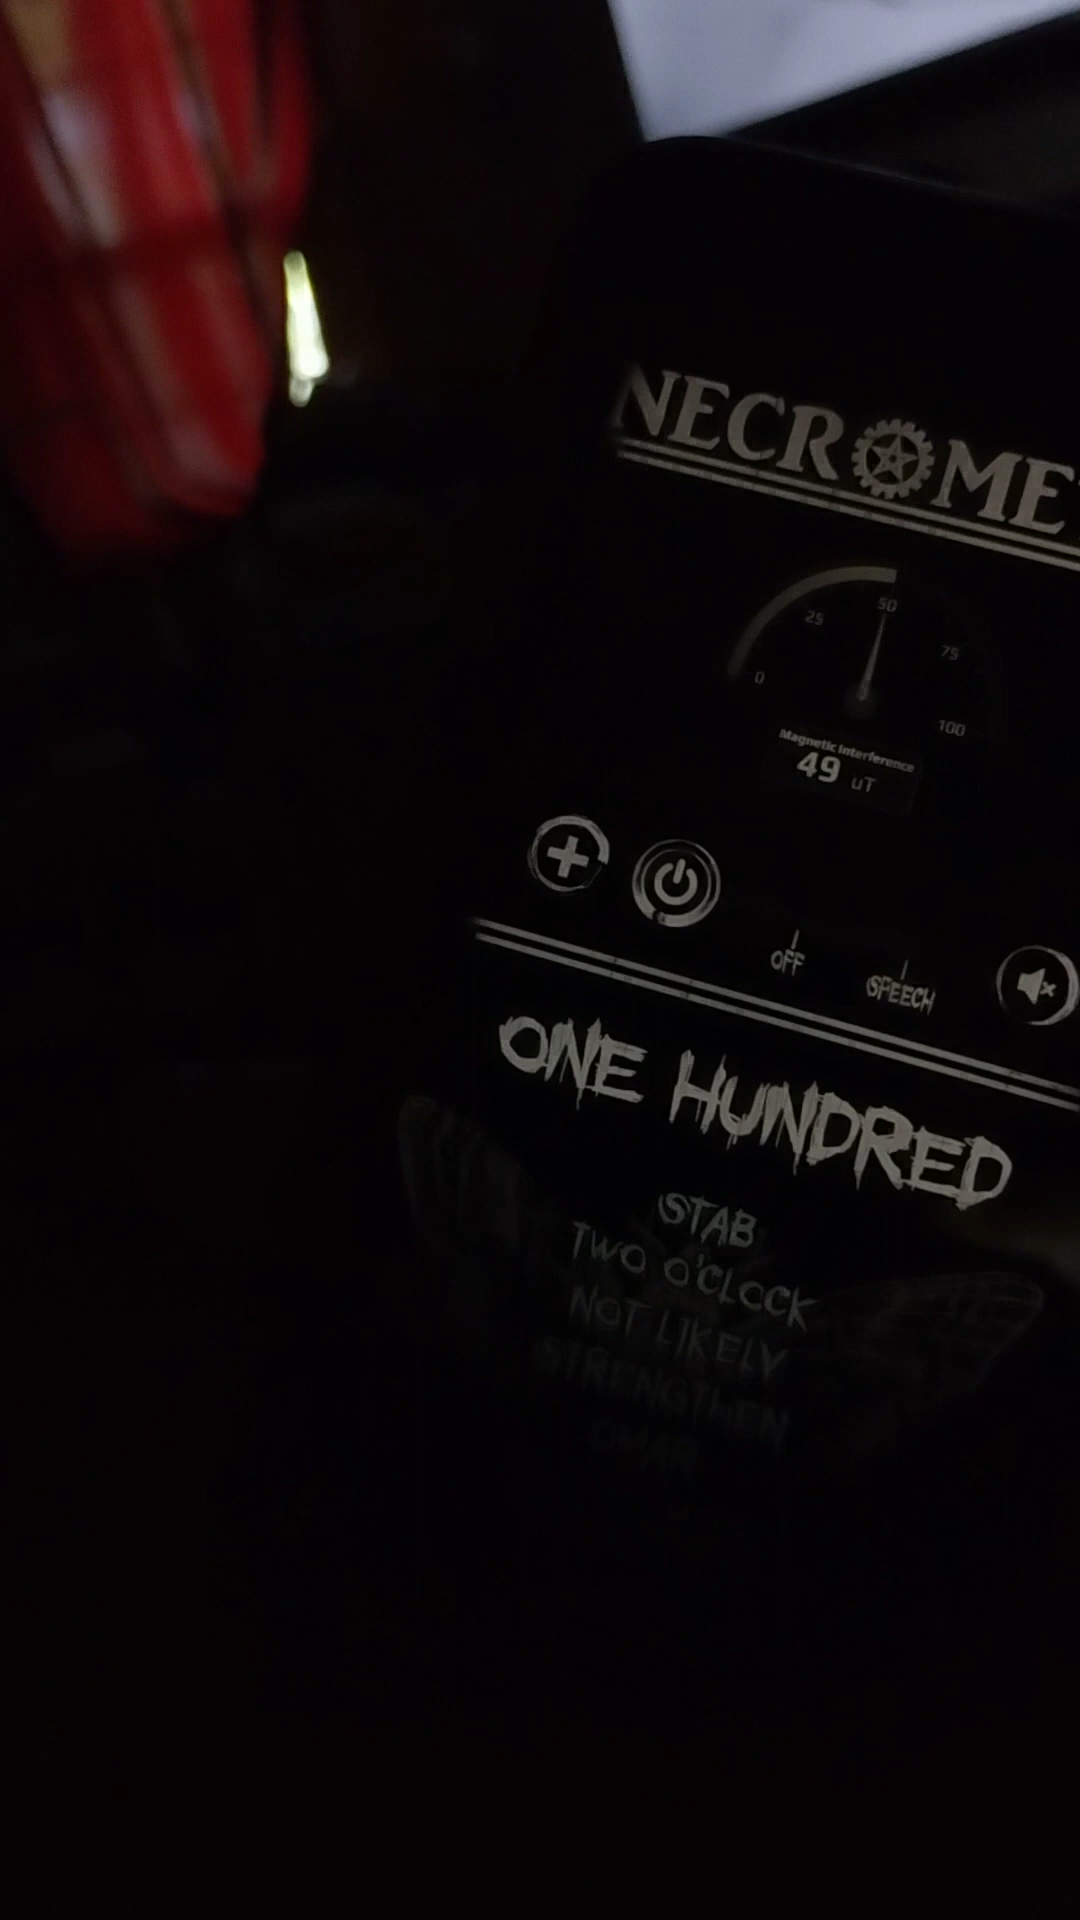 NECROME
50
25
75
0
100
Magnetic Interference
49 uT
OFF
SPEECH
ONE HUNDRED
STAB
TWO O'CLOCK
NOT LIKELY
STRENGTHEN